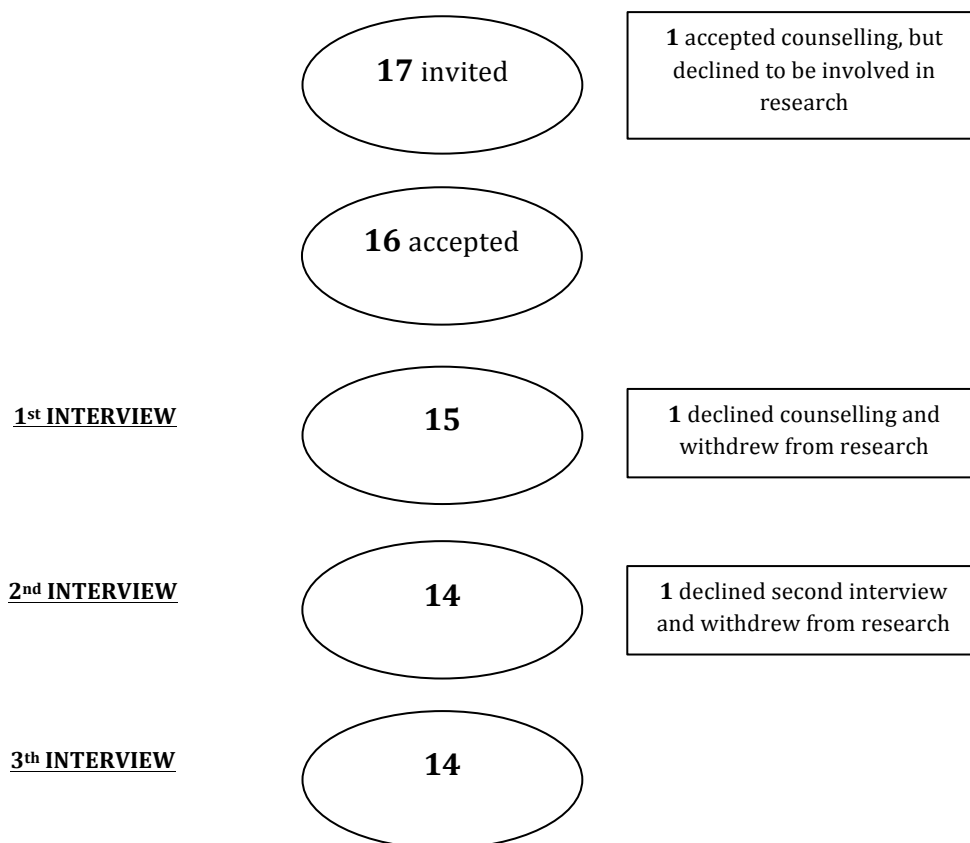 17 invited
1 accepted counselling, but
declined to be involved in
research
16 accepted
1st INTERVIEW
15
1 declined counselling and
withdrew from research
2nd INTERVIEW
14
1 declined second interview
and withdrew from research
3th INTERVIEW
14